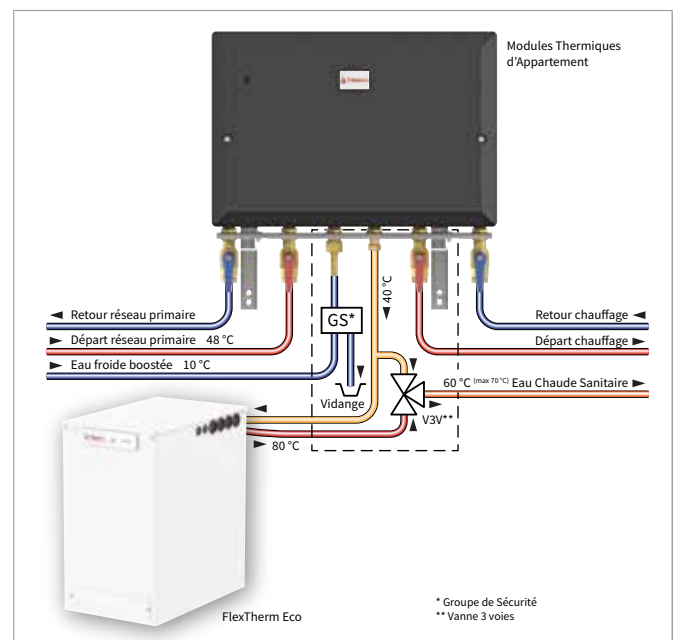 Modules Thermiques
d'Appartement
40 °C
Retour réseau primaire
Retour chauffage
GS*
Départ réseau primaire 48 °C
Départ chauffage
Eau froide boostée 10 °C
60 °C (max 70 °C) Eau Chaude Sanitaire
Vidange
V3V**
80 °C
FlexTherm Eco
* Groupe de Sécurité
** Vanne 3 voies